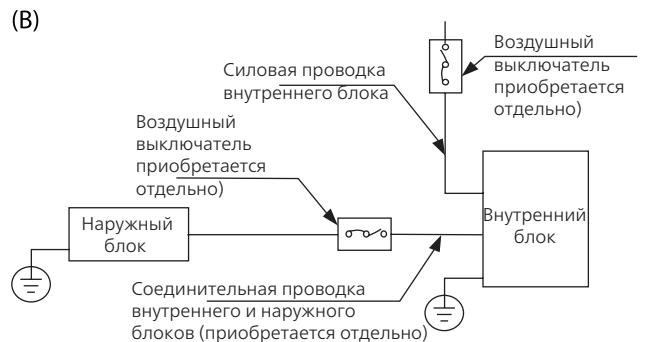 (B)
Воздушный
выключатель
приобретается
отдельно)
Силовая проводка
внутреннего блока
Воздушный
выключатель
приобретается
отдельно)
Наружный
блок
Внутренний
блок
Соединительная проводка
внутреннего и наружного
блоков (приобретается отдельно)